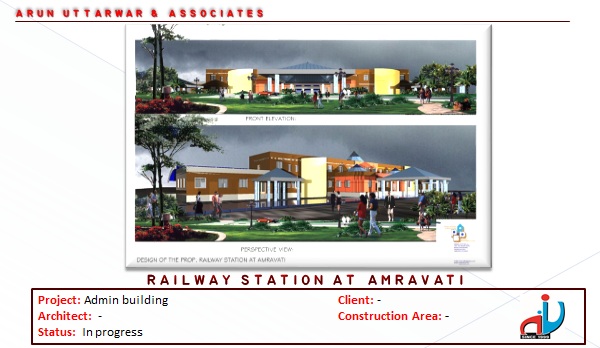 ARUN UTTARWAR & ASSOCIATES
FRONT ELEVATION
PERSPECTIVE VIEW
DESIGN OF THE PROP. RAILWAY STATION AT AMRAVATI
RAILWAY STATION AT AMRAVATI
Project: Admin building
Client: -
Architect: -
Construction Area: -
Status: In progress